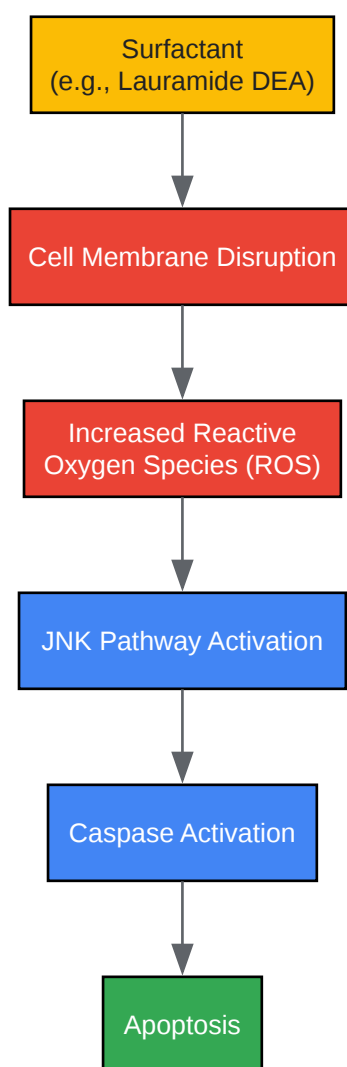 Surfactant
(e.g., Lauramide DEA)
Cell Membrane Disruption
Increased Reactive
Oxygen Species (ROS)
JNK Pathway Activation
Caspase Activation
Apoptosis